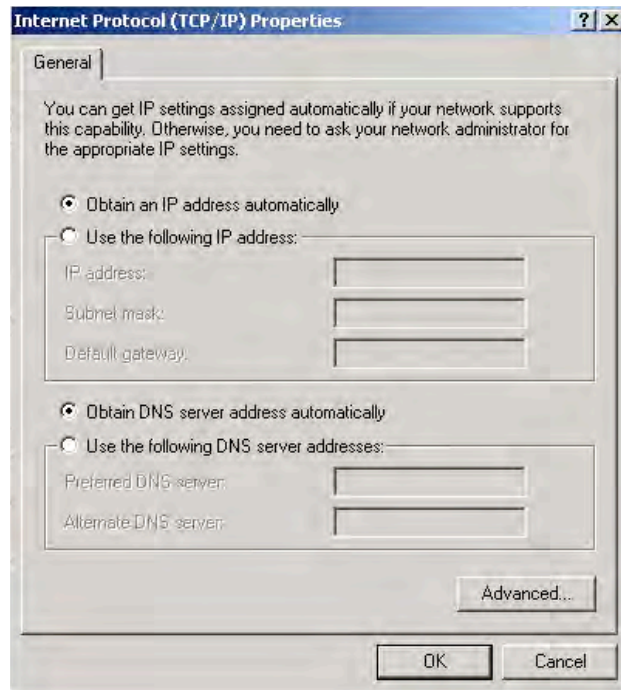 Internet Protocol (TCP/IP) Properties
General
You can get IP settings assigned automatically if your network supports
this capability. Otherwise, you need to ask your network administrator for
the appropriate IP settings.
Obtain an IP address automatically
Use the following IP address:
IP address:
Subnet mask:
Default gateway:
Obtain DNS server address automatically
Use the following DNS server addresses:
Preferred DNS server:
Alternate DNS server:
Advanced...
OK Cancel